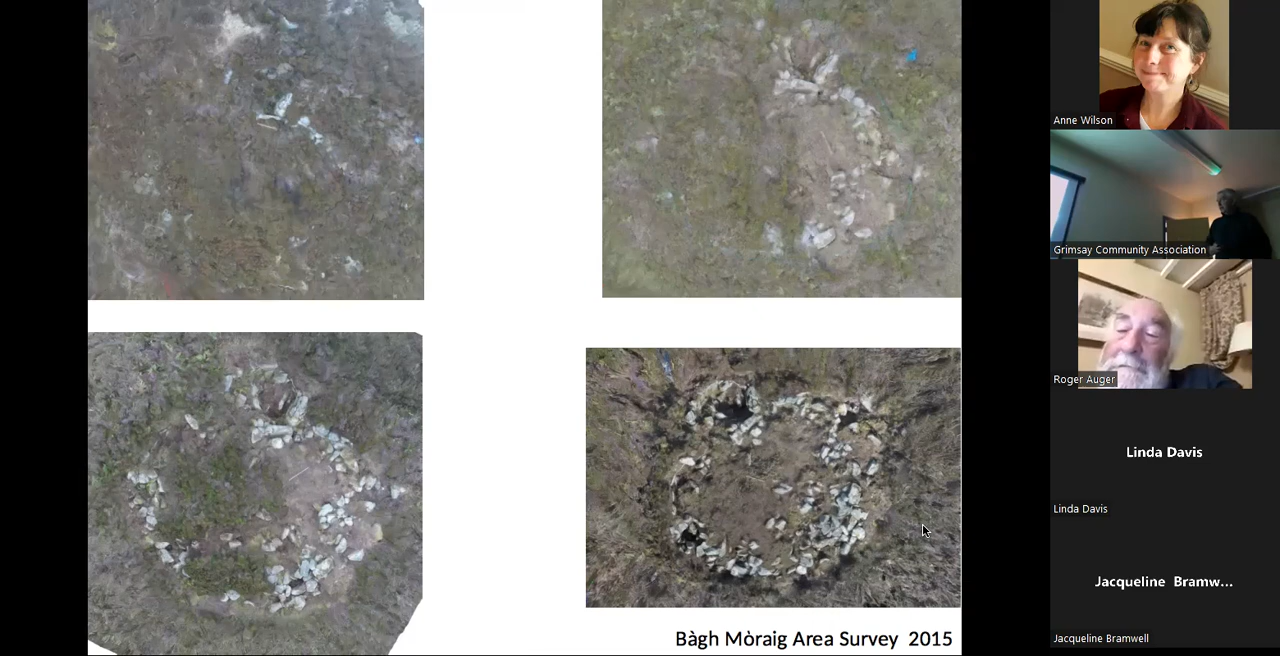 Bàgh Mòraig Area Survey  2015
Anne Wilson
Grimsay Community Association
Roger Auger
Linda Davis
Linda Davis
Jacqueline  Bramw...
Jacqueline Bramwell